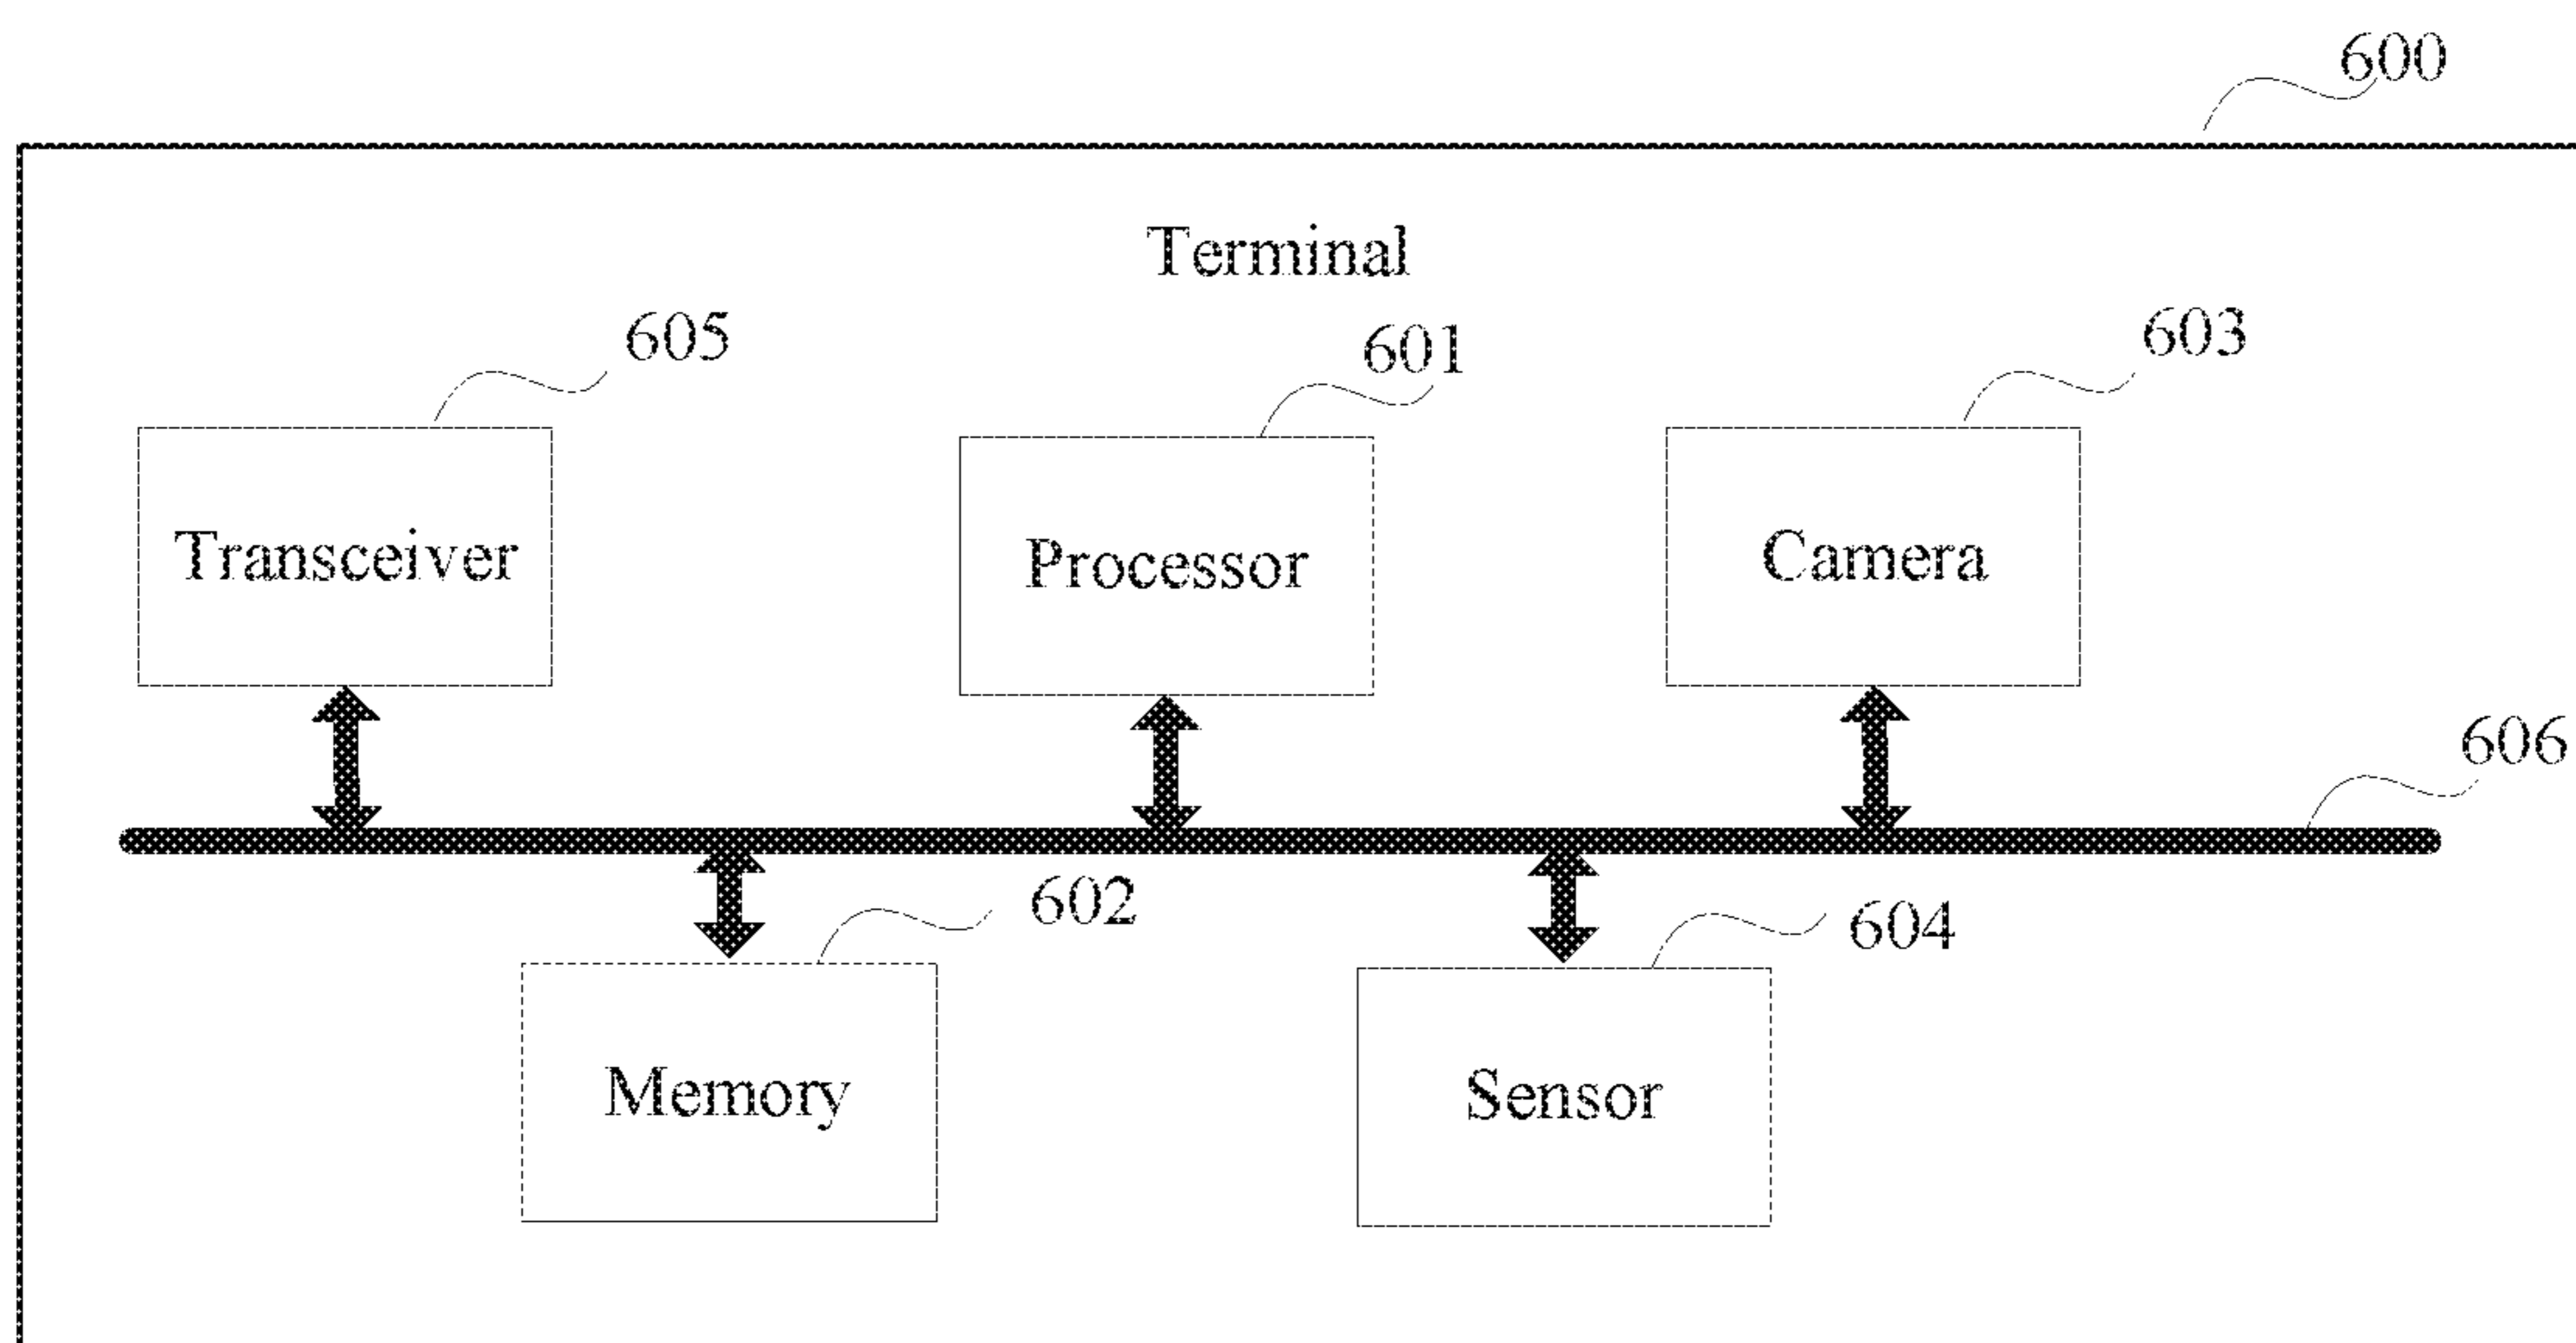 600
Terminal
605
601
603
Transceiver
Processor
Camera
606
602
604
Memory
Sensor